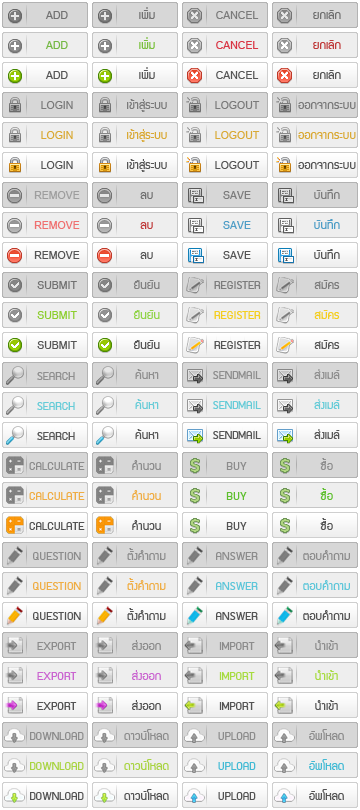 ADD เพิ่ม CANCEL ยกเลิก
ADD เพิ่ม CANCEL ยกเลิก
ADD เพิ่ม CANCEL ยกเลิก
LOGIN เข้าสู่ระบบ LOGOUT ออกจากระบบ
LOGIN เข้าสู่ระบบ LOGOUT ออกจากระบบ
LOGIN เข้าสู่ระบบ LOGOUT ออกจากระบบ
REMOVE ลบ SAVE บันทึก
REMOVE ลบ SAVE บันทึก
REMOVE ลบ SAVE บันทึก
SUBMIT ยืนยัน REGISTER สมัคร
SUBMIT ยืนยัน REGISTER สมัคร
SUBMIT ยืนยัน REGISTER สมัคร
SEARCH ค้นหา SENDMAIL ส่งเมล์
SEARCH ค้นหา SENDMAIL ส่งเมล์
SEARCH ค้นหา SENDMAIL ส่งเมล์
CALCULATE คำนวน BUY ซื้อ
CALCULATE คำนวน BUY ซื้อ
CALCULATE คำนวน BUY ซื้อ
QUESTION ตั้งคำถาม ANSWER ตอบคำถาม
QUESTION ตั้งคำถาม ANSWER ตอบคำถาม
QUESTION ตั้งคำถาม ANSWER ตอบคำถาม
EXPORT ส่งออก IMPORT นำเข้า
EXPORT ส่งออก IMPORT นำเข้า
EXPORT ส่งออก IMPORT นำเข้า
DOWNLOAD ดาวน์โหลด UPLOAD อัพโหลด
DOWNLOAD ดาวน์โหลด UPLOAD อัพโหลด
DOWNLOAD ดาวน์โหลด UPLOAD อัพโหลด